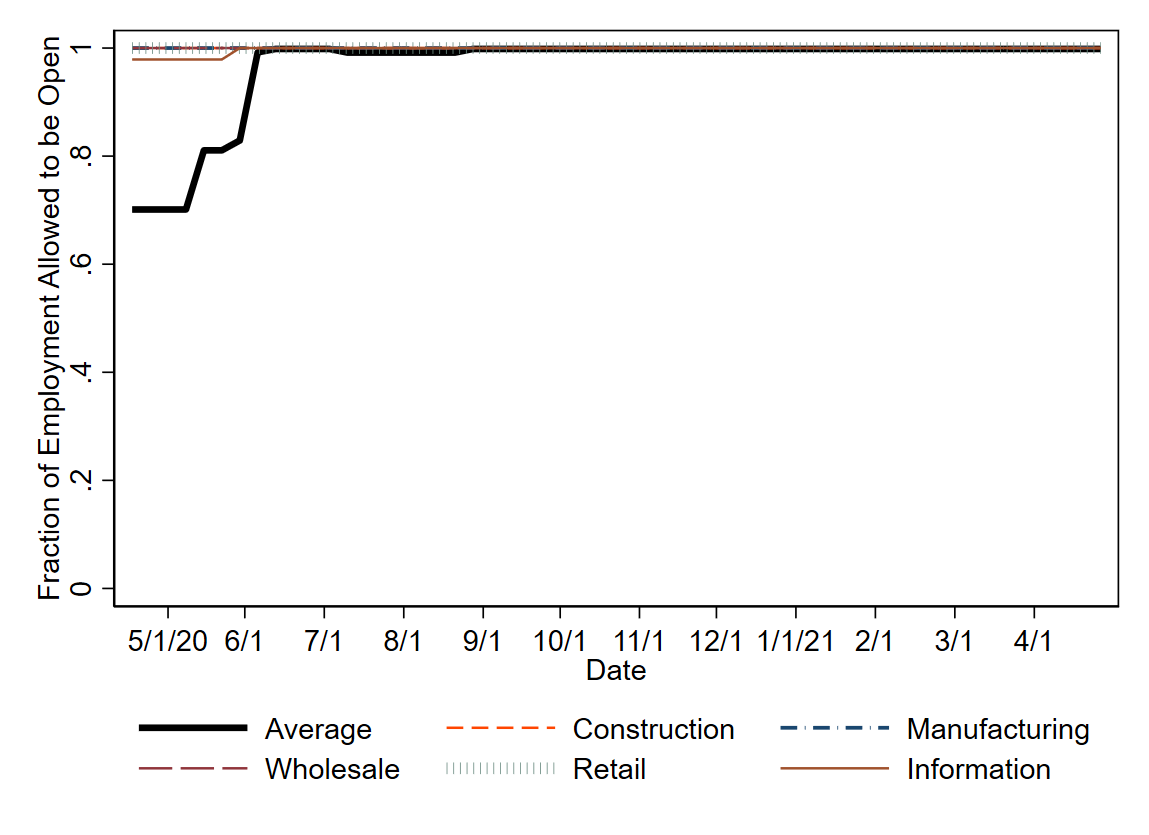 Fraction of Employment Allowed to be Open
1
.8
.6
.4
.2
0
5/1/20 6/1 7/1 8/1 9/1 10/1 11/1 12/1 1/1/21 2/1 3/1 4/1
Date
Average Construction Manufacturing
Wholesale Retail Information